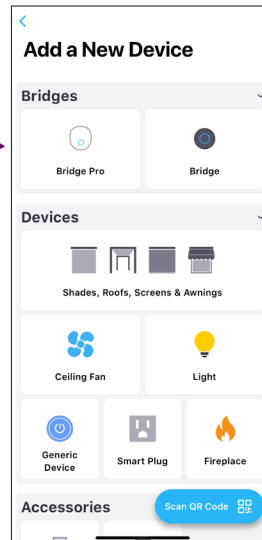 Add a New Device
Bridges
Bridge Pro
Bridge
Devices
Shades, Roofs, Screens & Awnings
Ceiling Fan
Light
Generic
Device
Smart Plug
Fireplace
Accessories
Scan QR Code